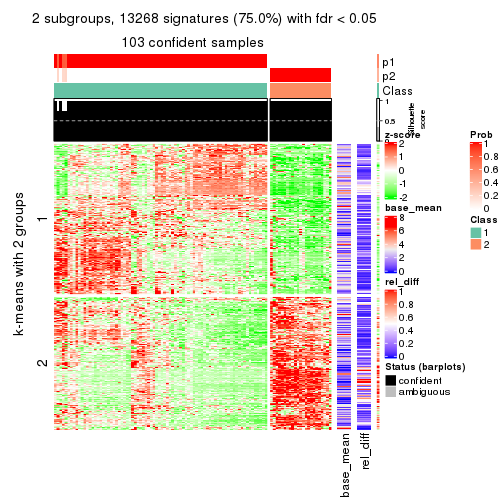 2 subgroups, 13268 signatures (75.0%) with fdr < 0.05
103 confident samples
p1
p2
Class
1
0.5
0
Silhouette
score
k-means with 2 groups
1
2
z-score
2
1
0
-1
-2
base_mean
8
6
4
2
0
rel_diff
1
0.8
0.6
0.4
0.2
0
Status (barplots)
confident
ambiguous
Prob
1
0.8
0.6
0.4
0.2
0
Class
1
2
base_mean
rel_diff